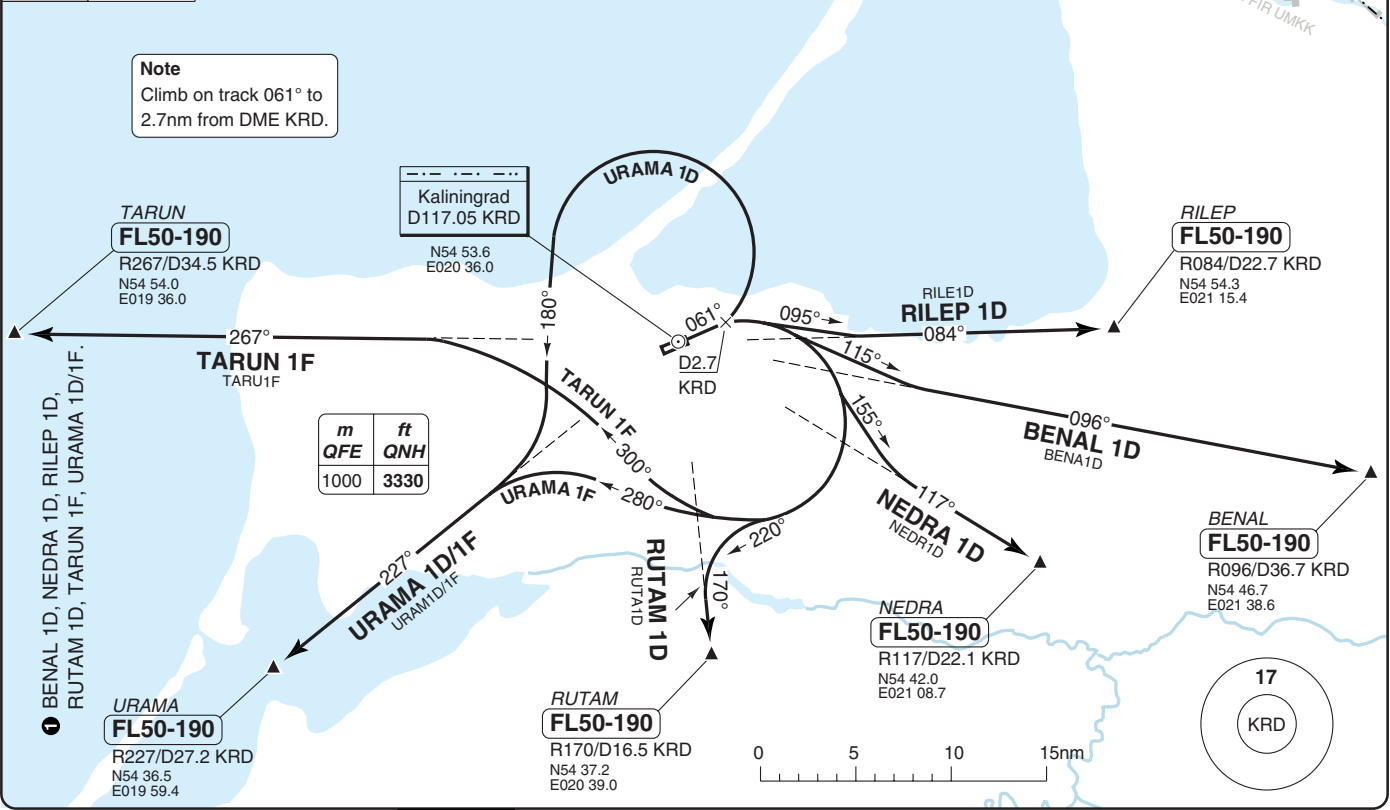 FIR UMKK
Note
Climb on track 061° to
2.7nm from DME KRD.
URAMA 1D
Kaliningrad
D117.05 KRD
N54 53.6
E020 36.0
TARUN
FL50-190
R267/D34.5 KRD
N54 54.0
E019 36.0
RILEP
FL50-190
R084/D22.7 KRD
N54 54.3
E021 15.4
180°
061°
D2.7
KRD
095°
RILE1D
RILEP 1D
084°
267°
TARUN 1F
TARU1F
115°
TARUN 1F
300°
155°
096°
BENAL 1D
BENA1D
m QFE
ft QNH
1000
3330
URAMA 1F
280°
220°
117°
NEDRA 1D
NEDR1D
227°
URAMA 1D/1F
URAM1D/1F
RUTAM 1D
RUTA1D
170°
BENAL
FL50-190
R096/D36.7 KRD
N54 46.7
E021 38.6
NEDRA
FL50-190
R117/D22.1 KRD
N54 42.0
E021 08.7
❶ BENAL 1D, NEDRA 1D, RILEP 1D,
RUTAM 1D, TARUN 1F, URAMA 1D/1F.
URAMA
FL50-190
R227/D27.2 KRD
N54 36.5
E019 59.4
RUTAM
FL50-190
R170/D16.5 KRD
N54 37.2
E020 39.0
0 5 10 15nm
17
KRD